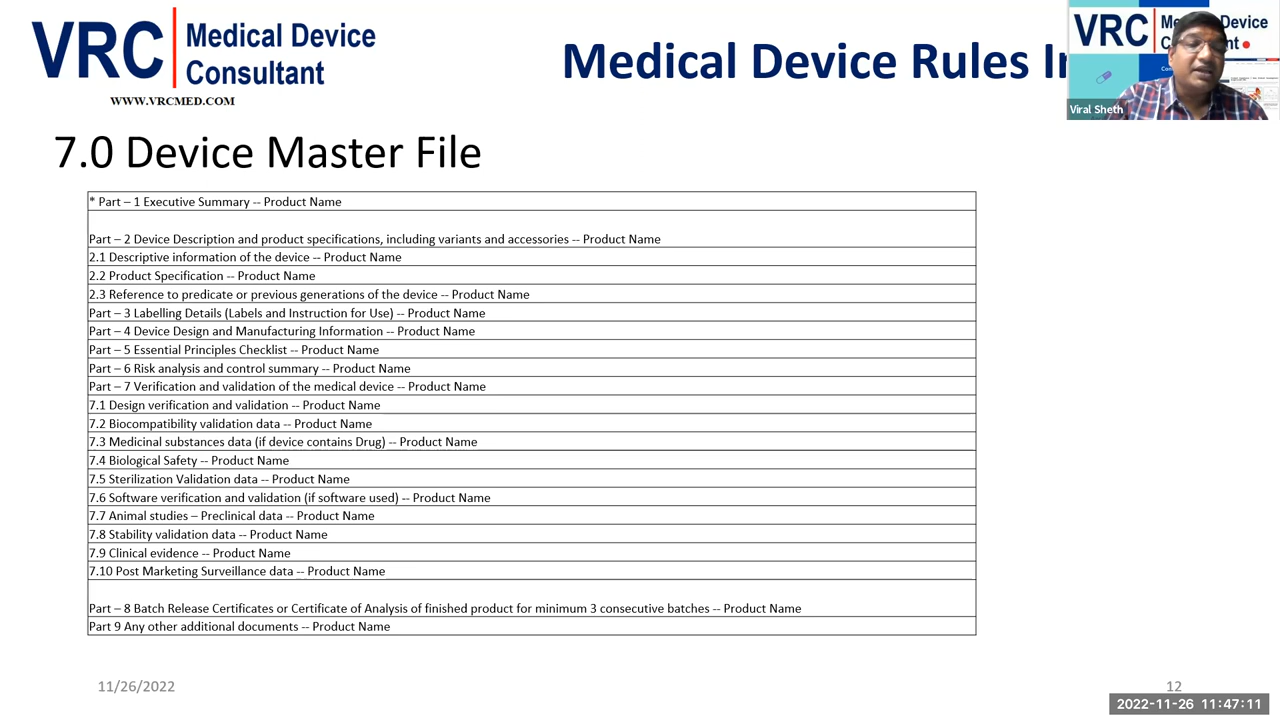 VRC Medical Device
Consultant
WWW.VRCMED.COM
Medical Device Rules In
VRC Device
Viral Sheth
7.0 Device Master File
* Part – 1 Executive Summary -- Product Name
Part – 2 Device Description and product specifications, including variants and accessories -- Product Name
2.1 Descriptive information of the device -- Product Name
2.2 Product Specification -- Product Name
2.3 Reference to predicate or previous generations of the device -- Product Name
Part – 3 Labelling Details (Labels and Instruction for Use) -- Product Name
Part – 4 Device Design and Manufacturing Information -- Product Name
Part – 5 Essential Principles Checklist -- Product Name
Part – 6 Risk analysis and control summary -- Product Name
Part – 7 Verification and validation of the medical device -- Product Name
7.1 Design verification and validation -- Product Name
7.2 Biocompatibility validation data -- Product Name
7.3 Medicinal substances data (if device contains Drug) -- Product Name
7.4 Biological Safety -- Product Name
7.5 Sterilization Validation data -- Product Name
7.6 Software verification and validation (if software used) -- Product Name
7.7 Animal studies – Preclinical data -- Product Name
7.8 Stability validation data -- Product Name
7.9 Clinical evidence -- Product Name
7.10 Post Marketing Surveillance data -- Product Name
Part – 8 Batch Release Certificates or Certificate of Analysis of finished product for minimum 3 consecutive batches -- Product Name
Part 9 Any other additional documents -- Product Name
11/26/2022
12
2022-11-26 11:47:11